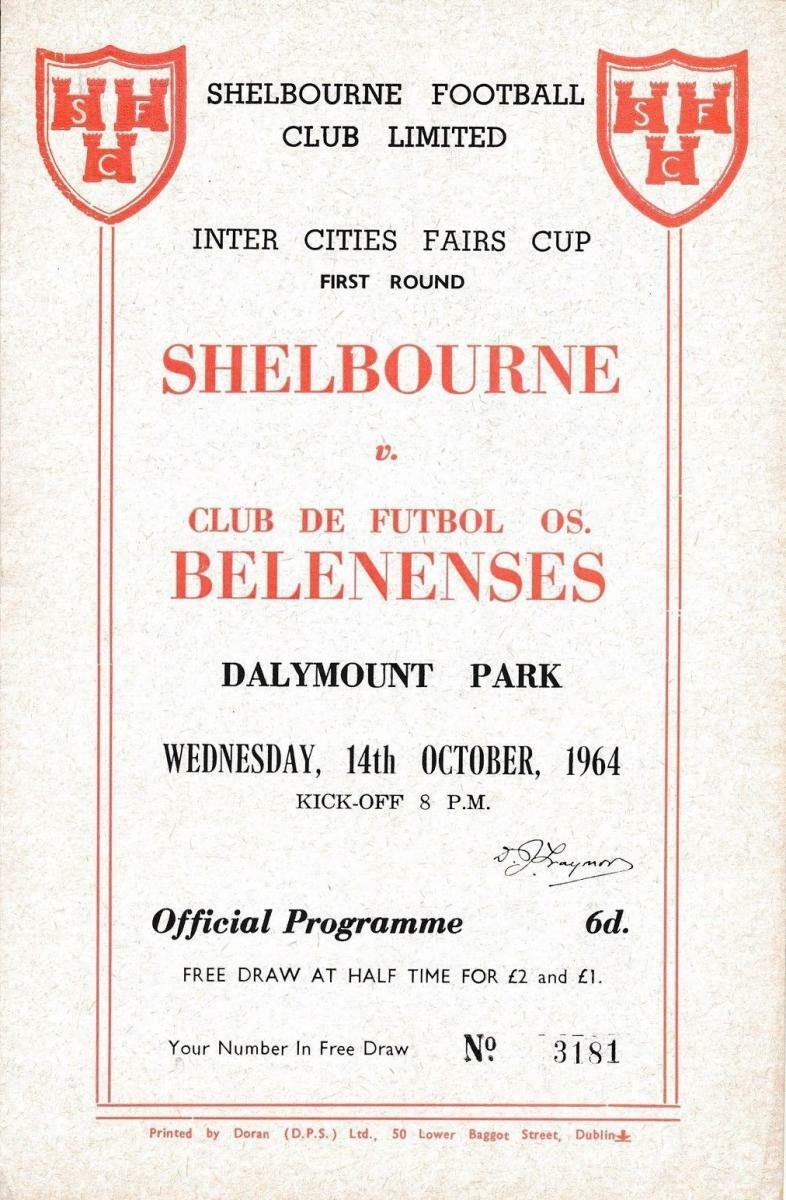 S F C
S F C
SHELBOURNE FOOTBALL
CLUB LIMITED
INTER CITIES FAIRS CUP
FIRST ROUND
SHELBOURNE
v.
CLUB DE FUTBOL OS.
BELENENSES
DALYMOUNT PARK
WEDNESDAY, 14th OCTOBER, 1964
KICK-OFF 8 P.M.
D. J. Traynor
Official Programme 6d.
FREE DRAW AT HALF TIME FOR £2 and £1.
Your Number In Free Draw Nº 3181
Printed by Doran (D.P.S.) Ltd., 50 Lower Baggot Street, Dublin